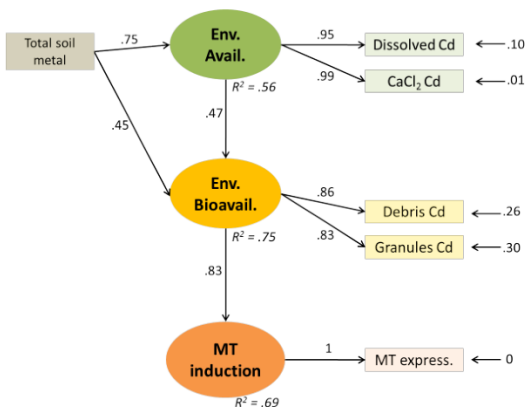 Total soil
metal
.75
Env.
Avail.
R² = .56
.95
Dissolved Cd
.10
.99
CaCl₂ Cd
.01
.45
.47
Env.
Bioavail.
R² = .75
.86
Debris Cd
.26
.83
Granules Cd
.30
.83
MT
induction
R² = .69
1
MT express.
0